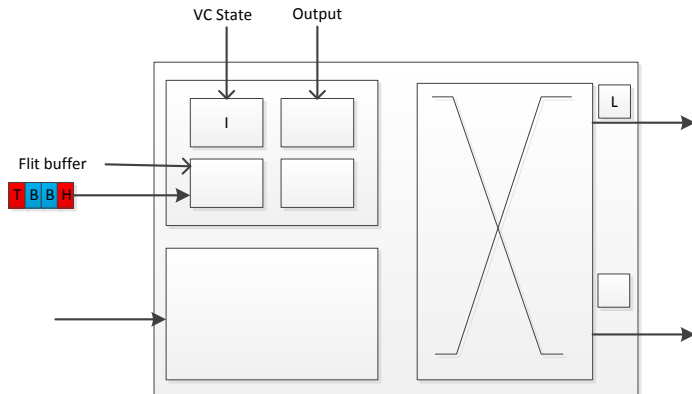 VC State
Output
L
I
Flit buffer
T B B H